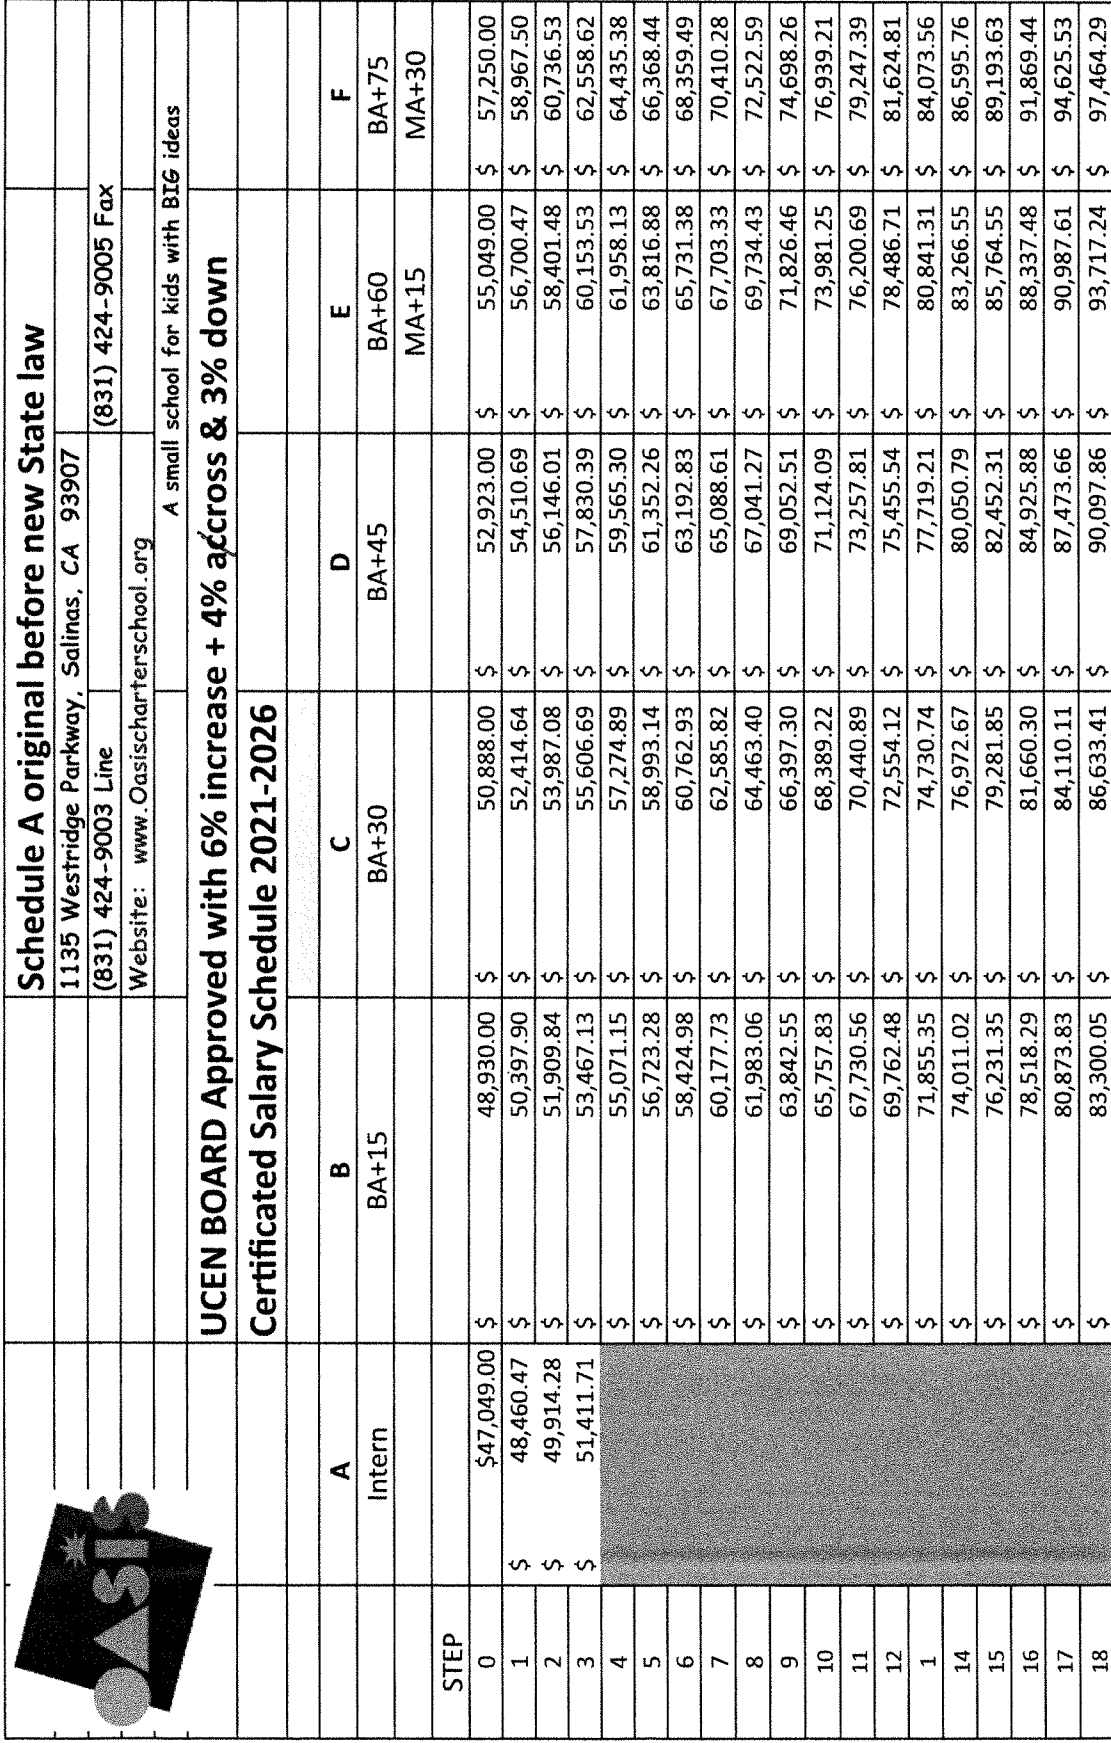 OASIS
Schedule A original before new State law
1135 Westridge Parkway, Salinas, CA 93907
(831) 424-9003 Line (831) 424-9005 Fax
Website: www.Oasischarterschool.org
A small school for kids with BIG ideas
UCEN BOARD Approved with 6% increase + 4% accross & 3% down
Certificated Salary Schedule 2021-2026
A B C D E F
Intern BA+15 BA+30 BA+45 BA+60 BA+75
MA+15 MA+30
STEP
0 $47,049.00 $ 48,930.00 $ 50,888.00 $ 52,923.00 $ 55,049.00 $ 57,250.00
1 $ 48,460.47 $ 50,397.90 $ 52,414.64 $ 54,510.69 $ 56,700.47 $ 58,967.50
2 $ 49,914.28 $ 51,909.84 $ 53,987.08 $ 56,146.01 $ 58,401.48 $ 60,736.53
3 $ 51,411.71 $ 53,467.13 $ 55,606.69 $ 57,830.39 $ 60,153.53 $ 62,558.62
4 $ 55,071.15 $ 57,274.89 $ 59,565.30 $ 61,958.13 $ 64,435.38
5 $ 56,723.28 $ 58,993.14 $ 61,352.26 $ 63,816.88 $ 66,368.44
6 $ 58,424.98 $ 60,762.93 $ 63,192.83 $ 65,731.38 $ 68,359.49
7 $ 60,177.73 $ 62,585.82 $ 65,088.61 $ 67,703.33 $ 70,410.28
8 $ 61,983.06 $ 64,463.40 $ 67,041.27 $ 69,734.43 $ 72,522.59
9 $ 63,842.55 $ 66,397.30 $ 69,052.51 $ 71,826.46 $ 74,698.26
10 $ 65,757.83 $ 68,389.22 $ 71,124.09 $ 73,981.25 $ 76,939.21
11 $ 67,730.56 $ 70,440.89 $ 73,257.81 $ 76,200.69 $ 79,247.39
12 $ 69,762.48 $ 72,554.12 $ 75,455.54 $ 78,486.71 $ 81,624.81
1 $ 71,855.35 $ 74,730.74 $ 77,719.21 $ 80,841.31 $ 84,073.56
14 $ 74,011.02 $ 76,972.67 $ 80,050.79 $ 83,266.55 $ 86,595.76
15 $ 76,231.35 $ 79,281.85 $ 82,452.31 $ 85,764.55 $ 89,193.63
16 $ 78,518.29 $ 81,660.30 $ 84,925.88 $ 88,337.48 $ 91,869.44
17 $ 80,873.83 $ 84,110.11 $ 87,473.66 $ 90,987.61 $ 94,625.53
18 $ 83,300.05 $ 86,633.41 $ 90,097.86 $ 93,717.24 $ 97,464.29